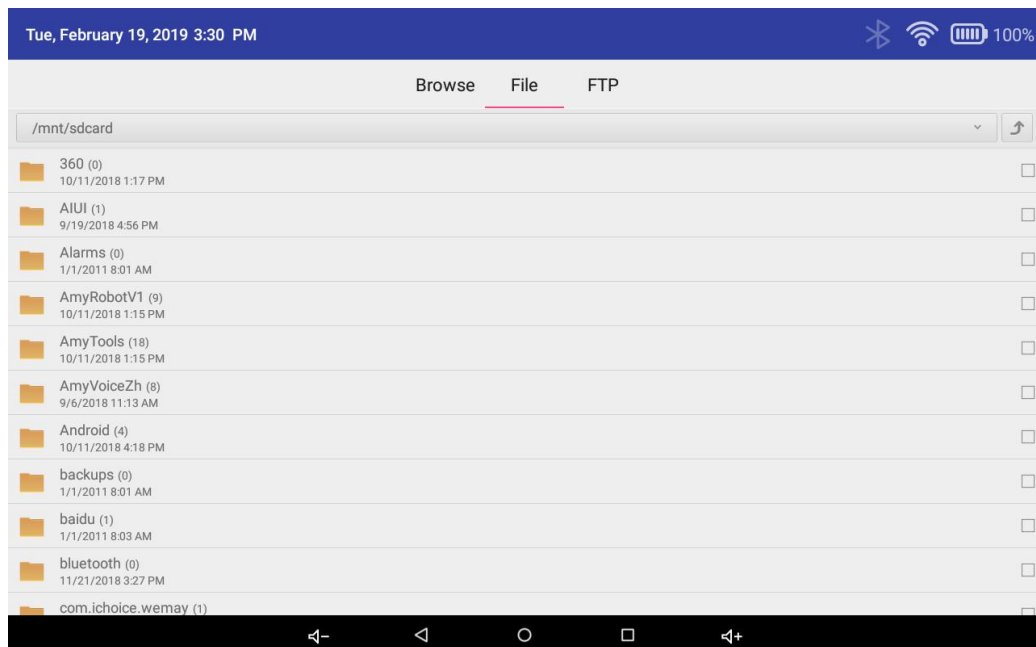 Tue, February 19, 2019 3:30 PM
100%
Browse File FTP
/mnt/sdcard
360 (0)
10/11/2018 1:17 PM
AIUI (1)
9/19/2018 4:56 PM
Alarms (0)
1/1/2011 8:01 AM
AmyRobotV1 (9)
10/11/2018 1:15 PM
AmyTools (18)
10/11/2018 1:15 PM
AmyVoiceZh (8)
9/6/2018 11:13 AM
Android (4)
10/11/2018 4:18 PM
backups (0)
1/1/2011 8:01 AM
baidu (1)
1/1/2011 8:03 AM
bluetooth (0)
11/21/2018 3:27 PM
com.ichoice.wemay (1)